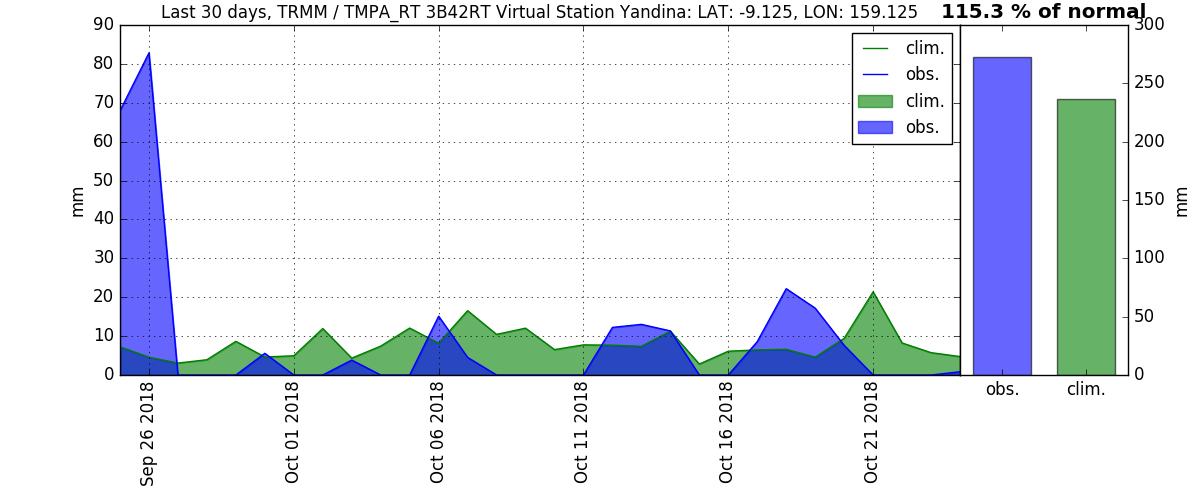 Last 30 days, TRMM / TMPA_RT 3B42RT Virtual Station Yandina: LAT: -9.125, LON: 159.125
115.3 % of normal
90
80
70
60
50
40
30
20
10
0
mm
clim.
obs.
clim.
obs.
Sep 26 2018
Oct 01 2018
Oct 06 2018
Oct 11 2018
Oct 16 2018
Oct 21 2018
300
250
200
150
100
50
0
mm
obs.
clim.